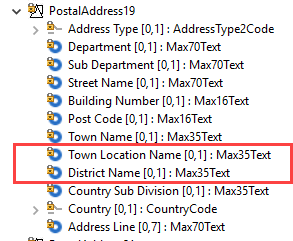 PostalAddress19
Address Type [0,1] : AddressType2Code
Department [0,1] : Max70Text
Sub Department [0,1] : Max70Text
Street Name [0,1] : Max70Text
Building Number [0,1] : Max16Text
Post Code [0,1] : Max16Text
Town Name [0,1] : Max35Text
Town Location Name [0,1] : Max35Text
District Name [0,1] : Max35Text
Country Sub Division [0,1] : Max35Text
Country [0,1] : CountryCode
Address Line [0,7] : Max70Text